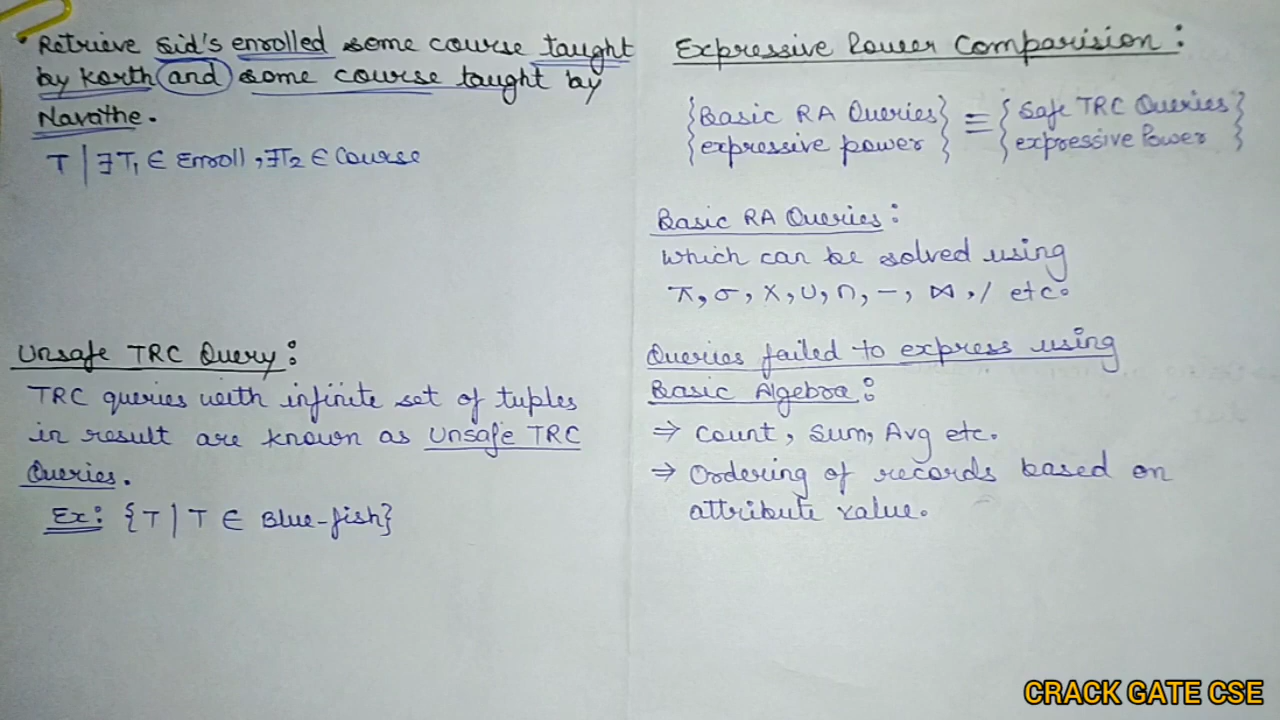 • Retrieve sid's enrolled some course taught
by Korth and some course taught by
Navathe.
T | ∃T₁ ∈ Enroll, ∃T₂ ∈ Course
Unsafe TRC Query:
TRC queries with infinite set of tuples
in result are known as Unsafe TRC
Queries.
Ex: {T | T ∈ Blue-fish}
Expressive Power Comparision:
{Basic RA Queries expressive power} ≡ {Safe TRC Queries expressive Power}
Basic RA Queries:
which can be solved using
π, σ, ×, ∪, ∩, −, ⋈, / etc.
Queries failed to express using
Basic Algebra:
⇒ Count, Sum, Avg etc.
⇒ Ordering of records based on
attribute value.
CRACK GATE CSE